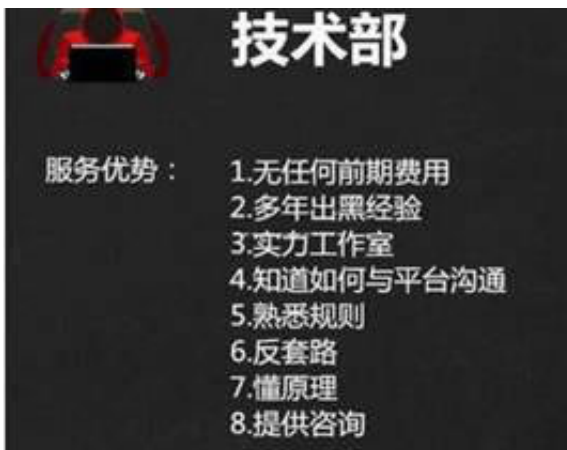 技术部
服务优势：
1.无任何前期费用
2.多年出黑经验
3.实力工作室
4.知道如何与平台沟通
5.熟悉规则
6.反套路
7.懂原理
8.提供咨询